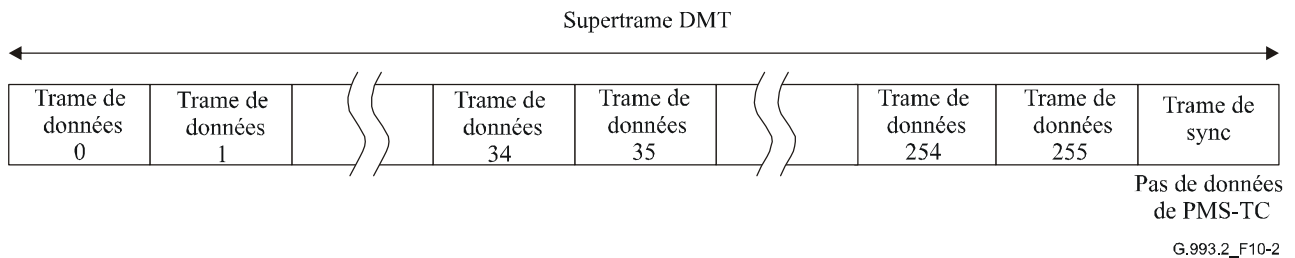 Supertrame DMT
Trame de données 0
Trame de données 1
Trame de données 34
Trame de données 35
Trame de données 254
Trame de données 255
Trame de sync
Pas de données
de PMS-TC
G.993.2_F10-2